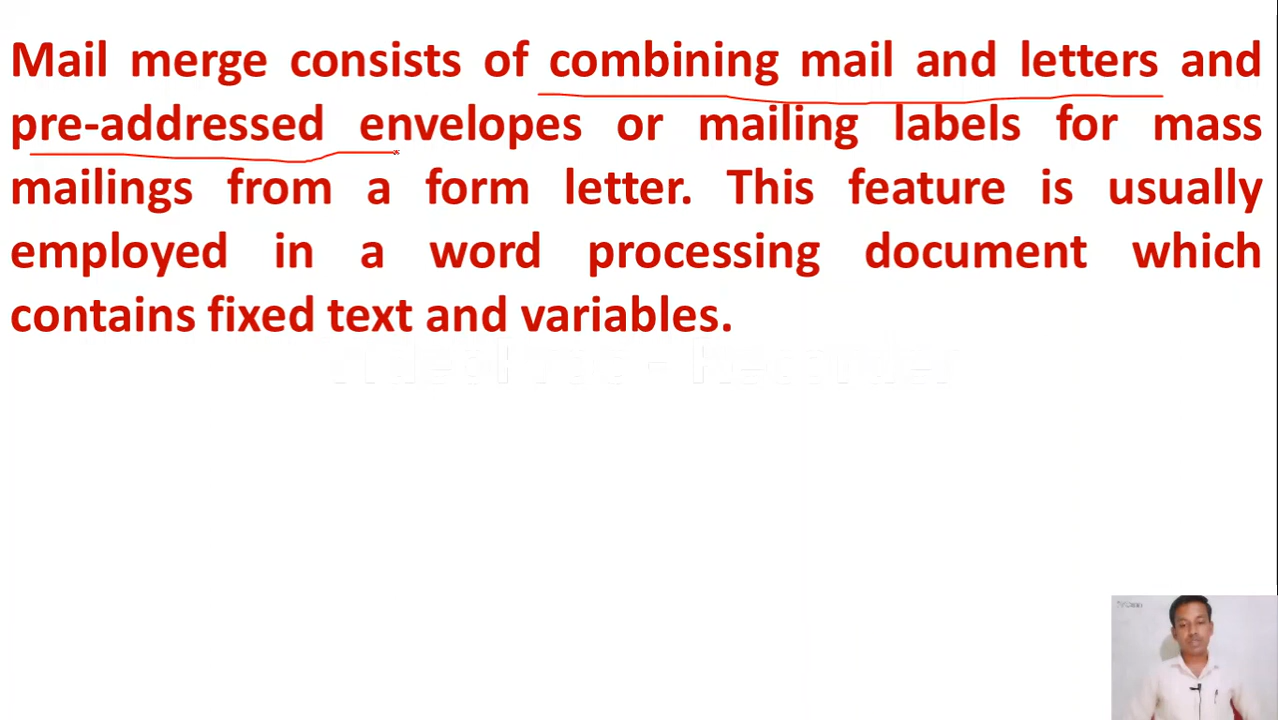 Mail merge consists of combining mail and letters and
pre-addressed envelopes or mailing labels for mass
mailings from a form letter. This feature is usually
employed in a word processing document which
contains fixed text and variables.